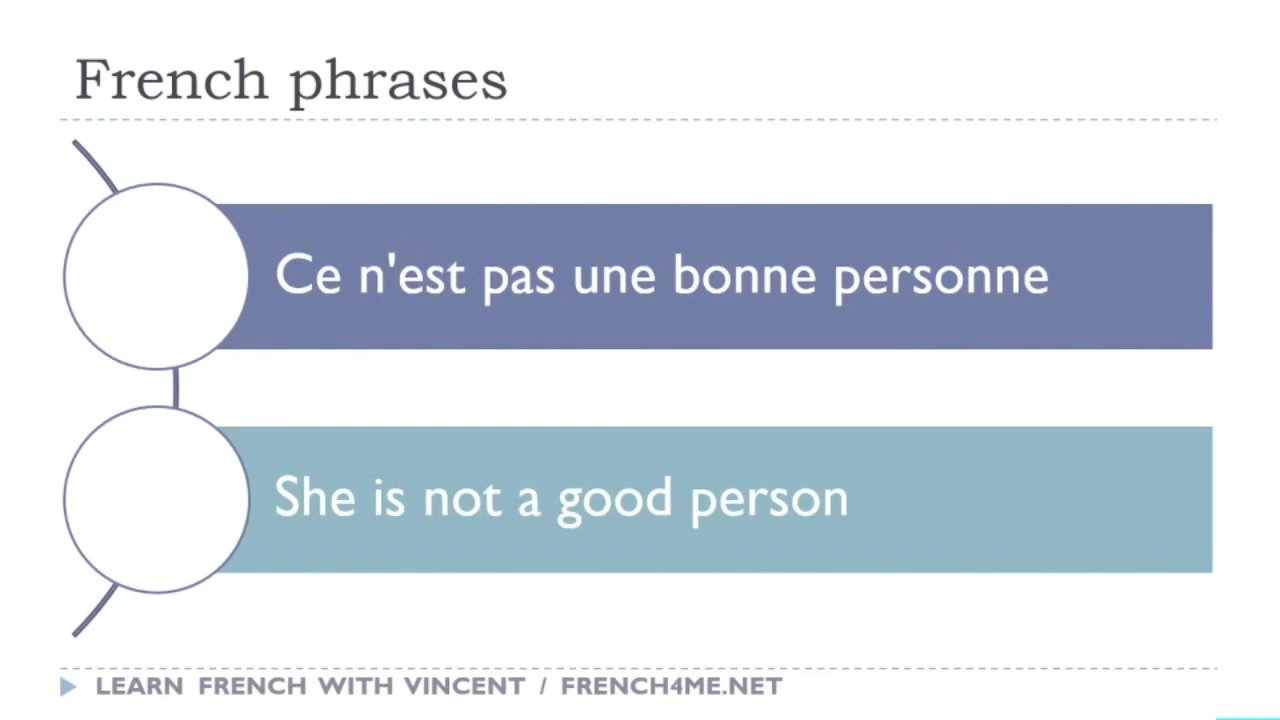 French phrases
Ce n'est pas une bonne personne
She is not a good person
LEARN FRENCH WITH VINCENT / FRENCH4ME.NET